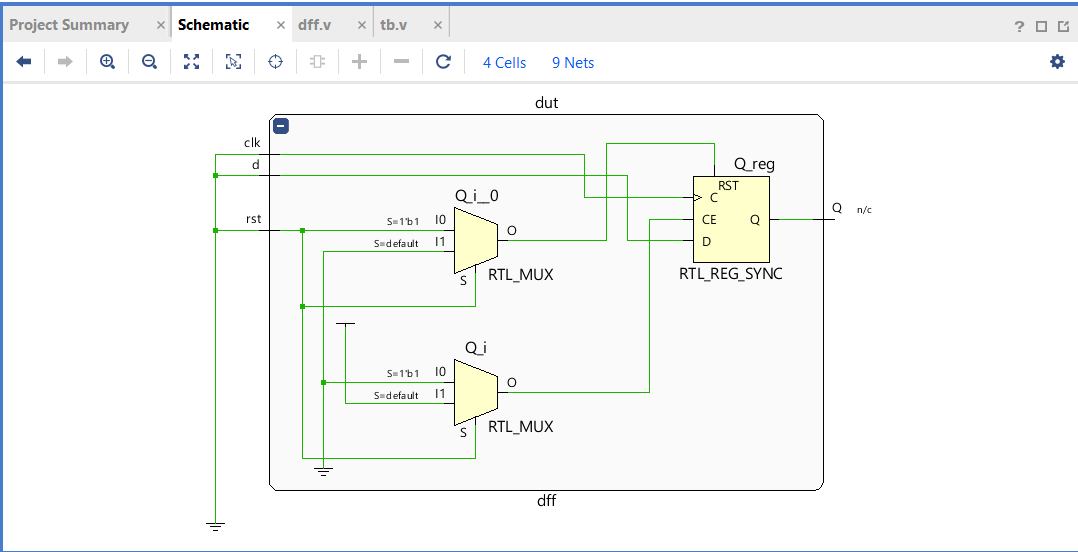 Project Summary × Schematic × dff.v × tb.v × ?
4 Cells 9 Nets
dut
clk
d
rst
Q_i__0
S=1'b1 I0
S=default I1
O
S
RTL_MUX
Q_reg
RST
C
CE Q
D
RTL_REG_SYNC
Q n/c
Q_i
S=1'b1 I0
S=default I1
O
S
RTL_MUX
dff